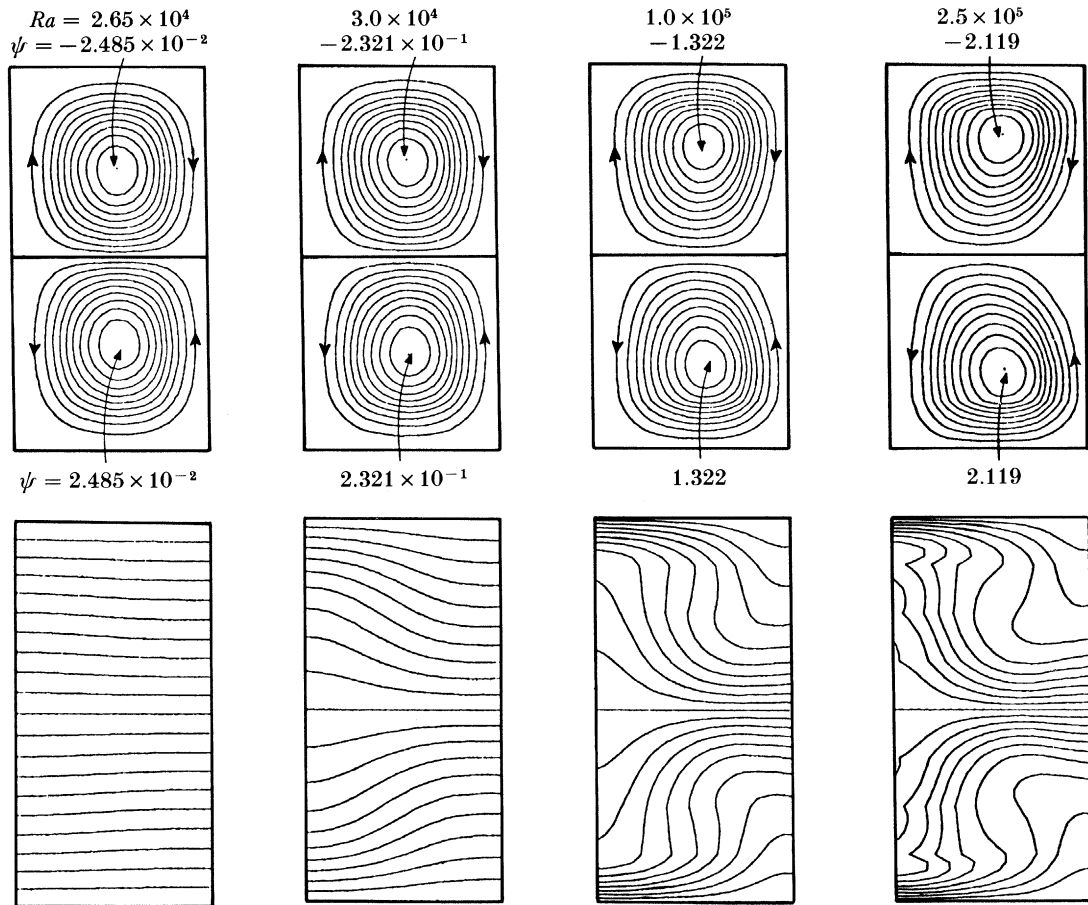 Ra = 2.65 × 10⁴
ψ = −2.485 × 10⁻²
3.0 × 10⁴
−2.321 × 10⁻¹
1.0 × 10⁵
−1.322
2.5 × 10⁵
−2.119
ψ = 2.485 × 10⁻²
2.321 × 10⁻¹
1.322
2.119